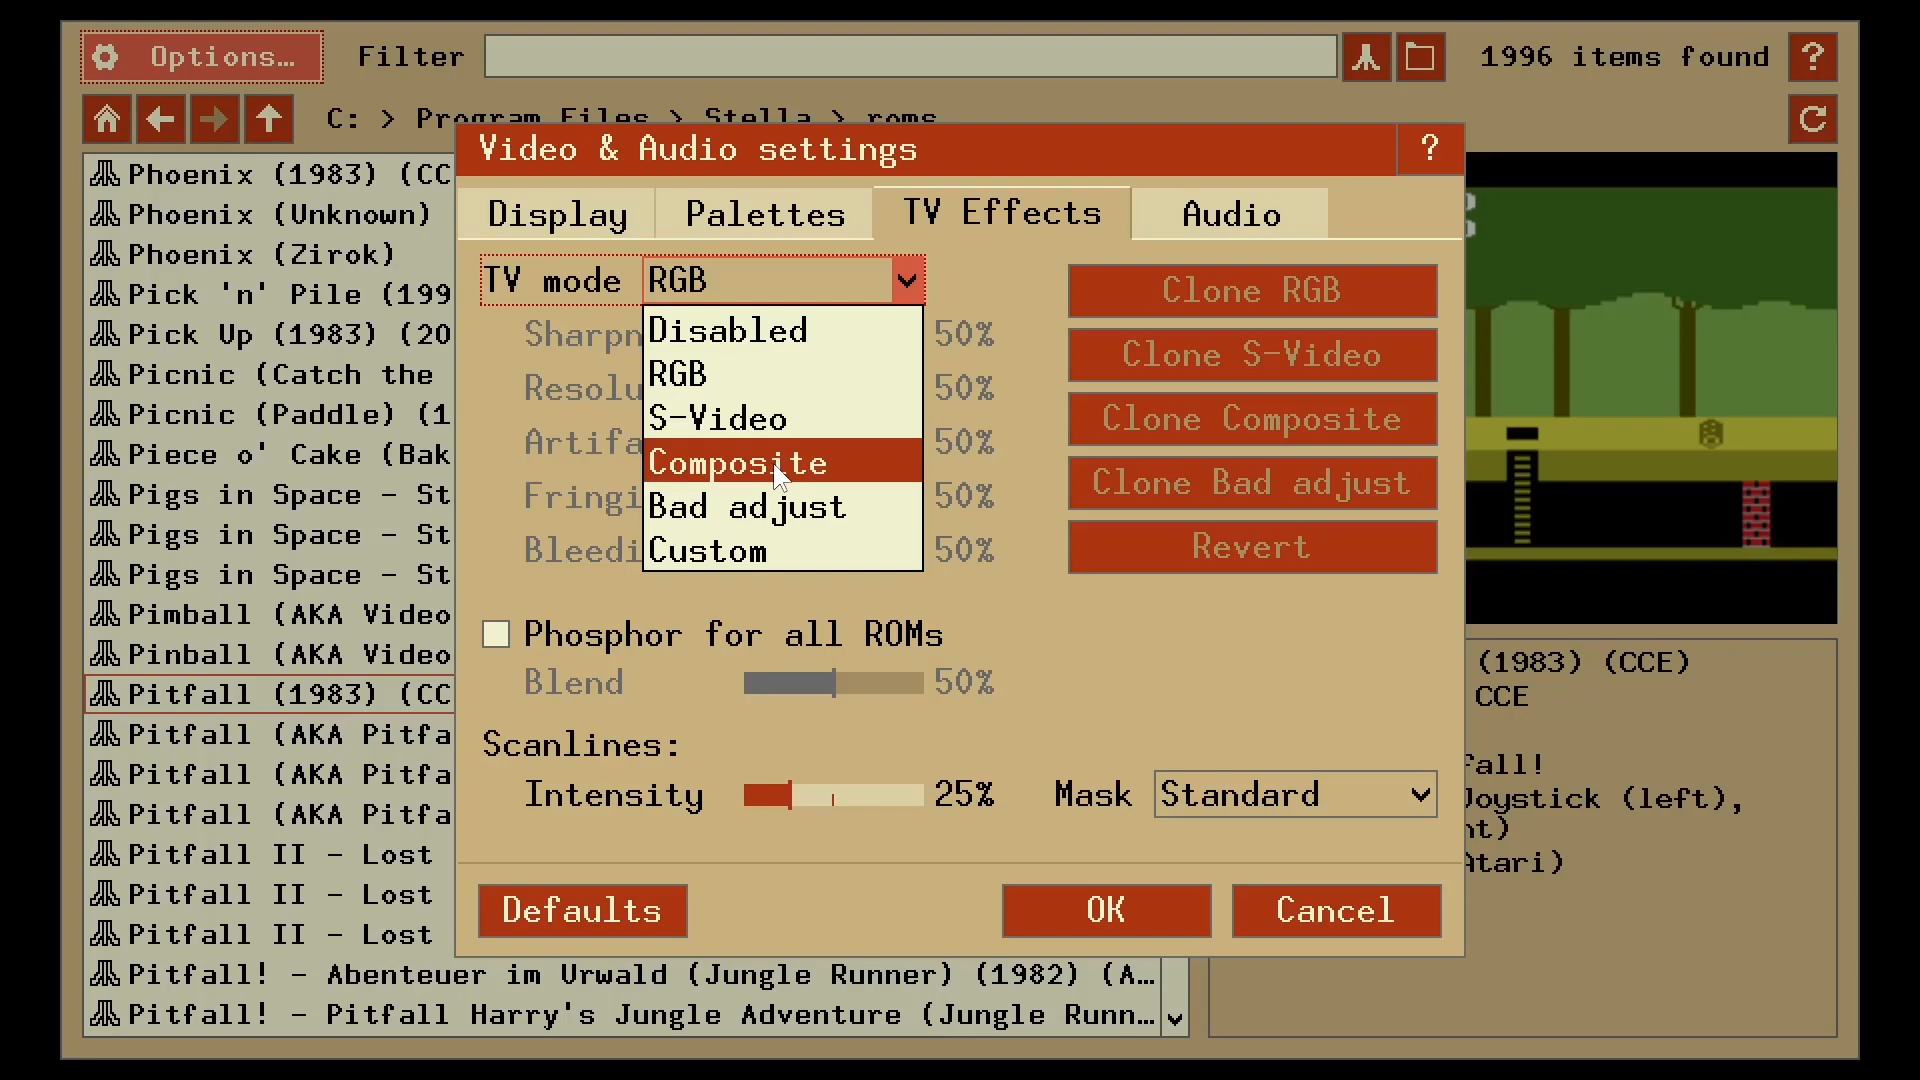 Options…
Filter
1996 items found
?
C: > Program Files > Stella > roms
Video & Audio settings
?
Display
Palettes
TV Effects
Audio
TV mode
RGB
Disabled
RGB
S-Video
Composite
Bad adjust
Custom
Sharpn
50%
Resolu
50%
Artifa
50%
Fringi
50%
Bleedi
50%
Clone RGB
Clone S-Video
Clone Composite
Clone Bad adjust
Revert
Phosphor for all ROMs
Blend
50%
Scanlines:
Intensity
25%
Mask
Standard
Defaults
OK
Cancel
Phoenix (1983) (CC
Phoenix (Unknown)
Phoenix (Zirok)
Pick 'n' Pile (199
Pick Up (1983) (20
Picnic (Catch the
Picnic (Paddle) (1
Piece o' Cake (Bak
Pigs in Space - St
Pigs in Space - St
Pigs in Space - St
Pimball (AKA Video
Pinball (AKA Video
Pitfall (1983) (CC
Pitfall (AKA Pitfa
Pitfall (AKA Pitfa
Pitfall (AKA Pitfa
Pitfall II - Lost
Pitfall II - Lost
Pitfall II - Lost
Pitfall! - Abenteuer im Urwald (Jungle Runner) (1982) (A…
Pitfall! - Pitfall Harry's Jungle Adventure (Jungle Runn…
(1983) (CCE)
CCE
fall!
Joystick (left),
nt)
Atari)